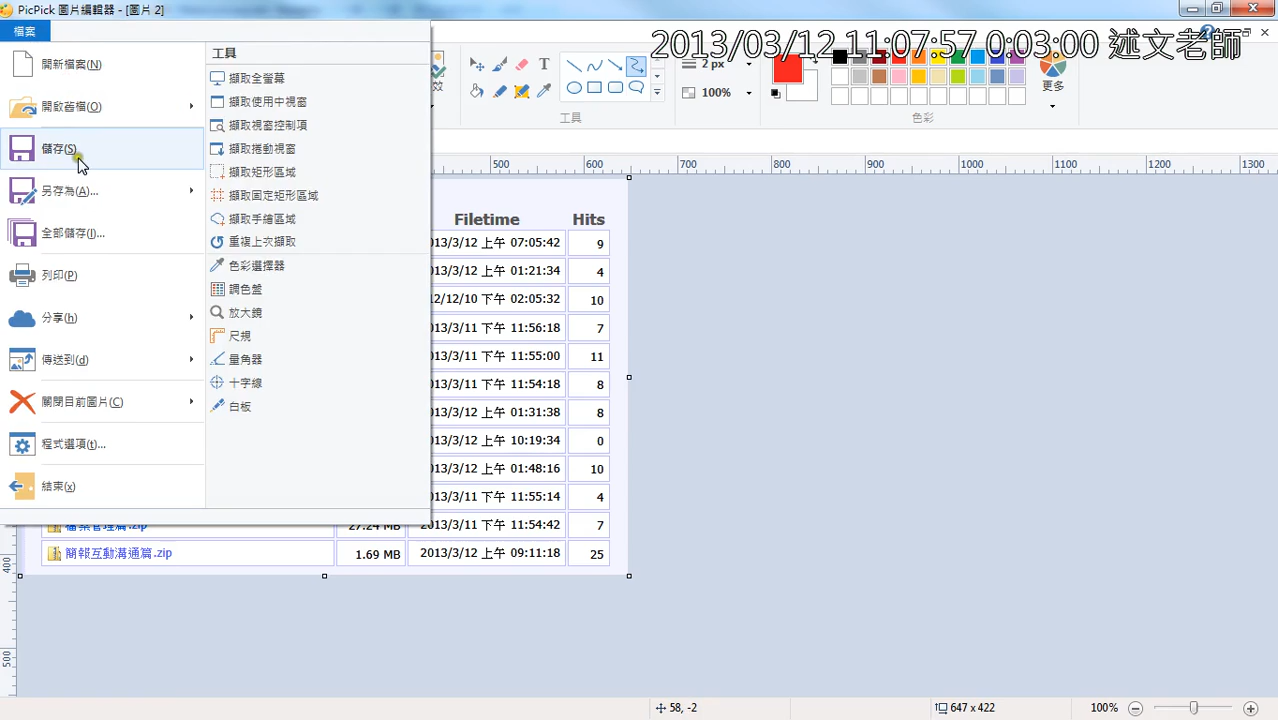 PicPick 圖片編輯器 - [圖片 2]
2013/03/12 11:07:57 0:03:00 述文老師
檔案
開新檔案(N)
開啟舊檔(O)
儲存(S)
另存為(A)...
全部儲存(l)...
列印(P)
分享(h)
傳送到(d)
關閉目前圖片(C)
程式選項(t)...
結束(x)
工具
擷取全螢幕
擷取使用中視窗
擷取視窗控制項
擷取捲動視窗
擷取矩形區域
擷取固定矩形區域
擷取手繪區域
重複上次擷取
色彩選擇器
調色盤
放大鏡
尺規
量角器
十字線
白板
效
T
2 px
100%
更多
工具
色彩
500 600 700 800 900 1000 1100 1200 1300
400
500
Filetime Hits
013/3/12 上午 07:05:42 9
013/3/12 上午 01:21:34 4
12/12/10 下午 02:05:32 10
013/3/11 下午 11:56:18 7
013/3/11 下午 11:55:00 11
013/3/11 下午 11:54:18 8
013/3/12 上午 01:31:38 8
013/3/12 上午 10:19:34 0
013/3/12 上午 01:48:16 10
013/3/11 下午 11:55:14 4
檔案管理篇.zip 27.24 MB 2013/3/11 下午 11:54:42 7
簡報互動溝通篇.zip 1.69 MB 2013/3/12 上午 09:11:18 25
58, -2
647 x 422
100%